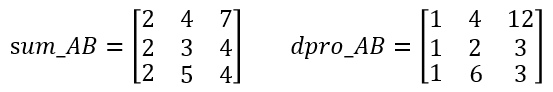 sum_AB = [2 4 7 dpro_AB = [1 4 12
2 3 4 1 2 3
2 5 4] 1 6 3]